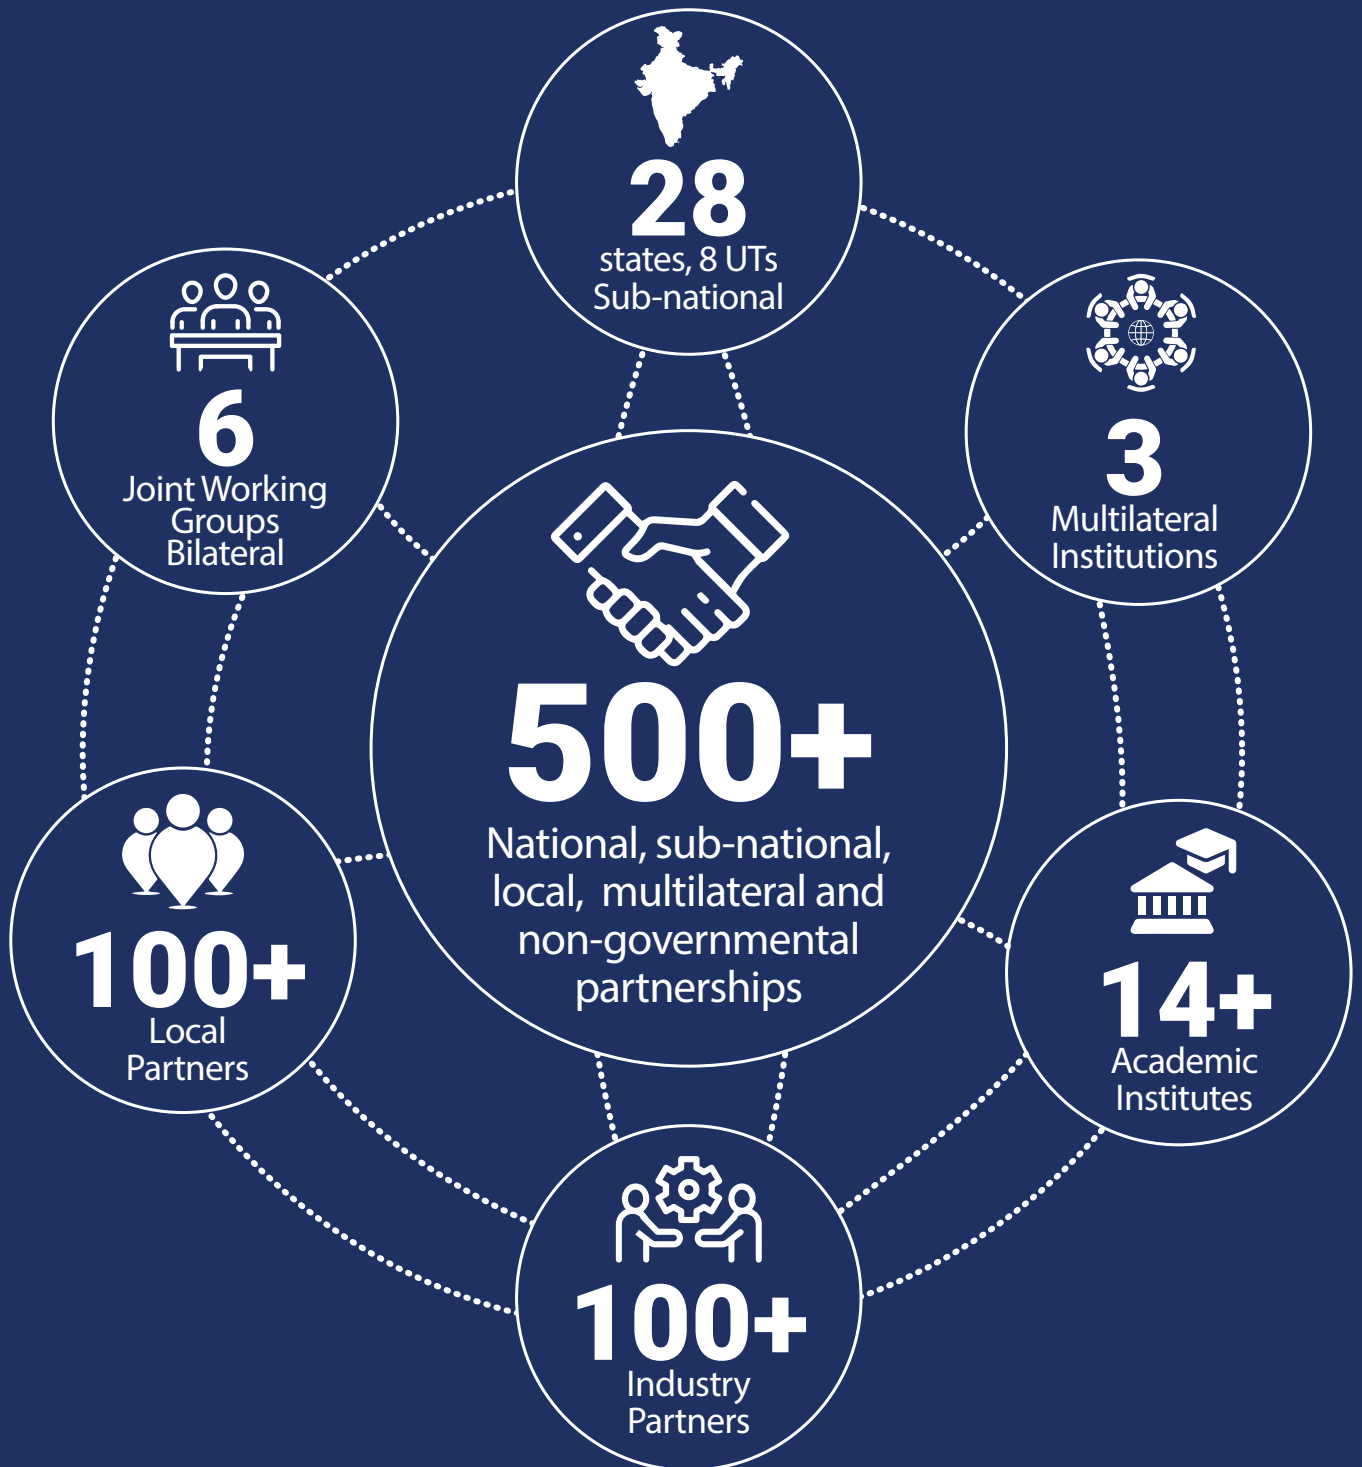 28
states, 8 UTs
Sub-national
6
Joint Working
Groups
Bilateral
3
Multilateral
Institutions
500+
National, sub-national,
local, multilateral and
non-governmental
partnerships
100+
Local
Partners
14+
Academic
Institutes
100+
Industry
Partners